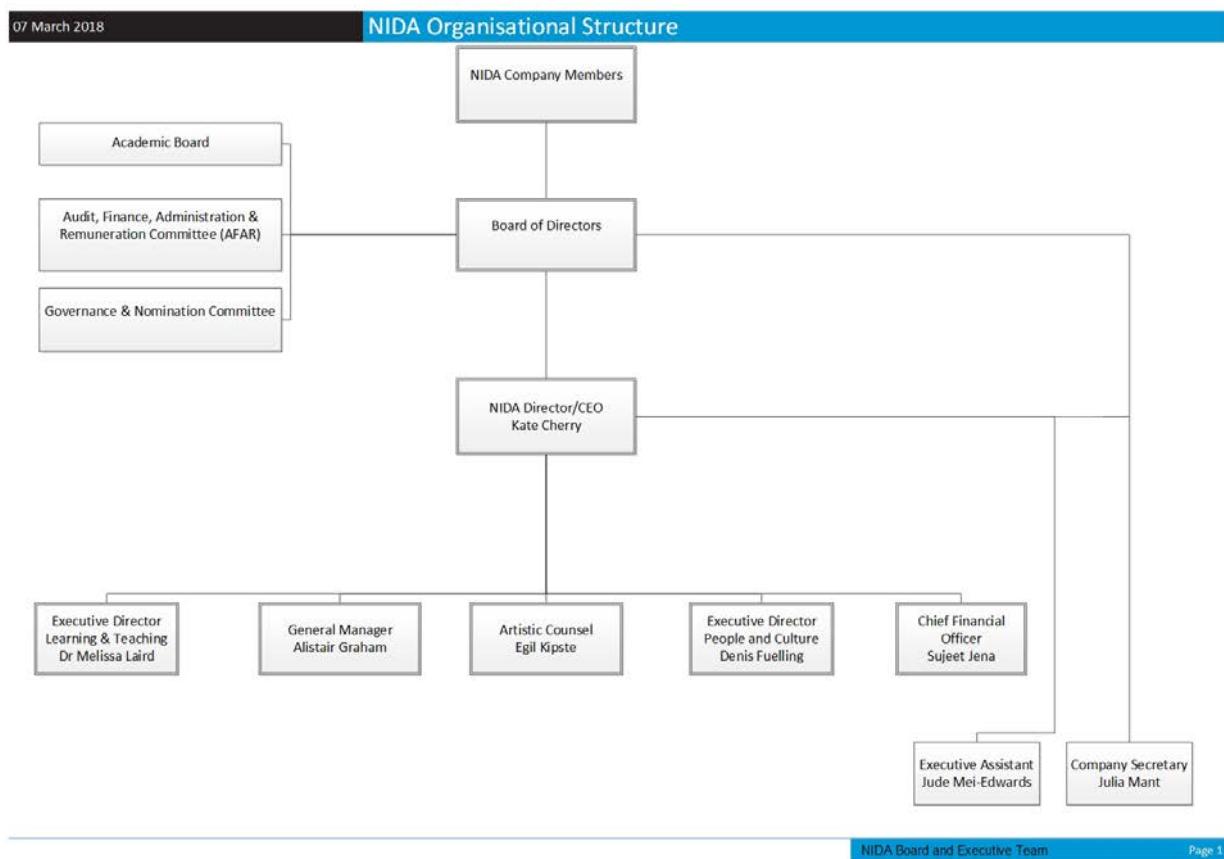 07 March 2018
NIDA Organisational Structure
NIDA Company Members
Academic Board
Audit, Finance, Administration &
Remuneration Committee (AFAR)
Board of Directors
Governance & Nomination Committee
NIDA Director/CEO
Kate Cherry
Executive Director
Learning & Teaching
Dr Melissa Laird
General Manager
Alistair Graham
Artistic Counsel
Egil Kipste
Executive Director
People and Culture
Denis Fuelling
Chief Financial
Officer
Sujeet Jena
Executive Assistant
Jude Mei-Edwards
Company Secretary
Julia Mant
NIDA Board and Executive Team
Page 1